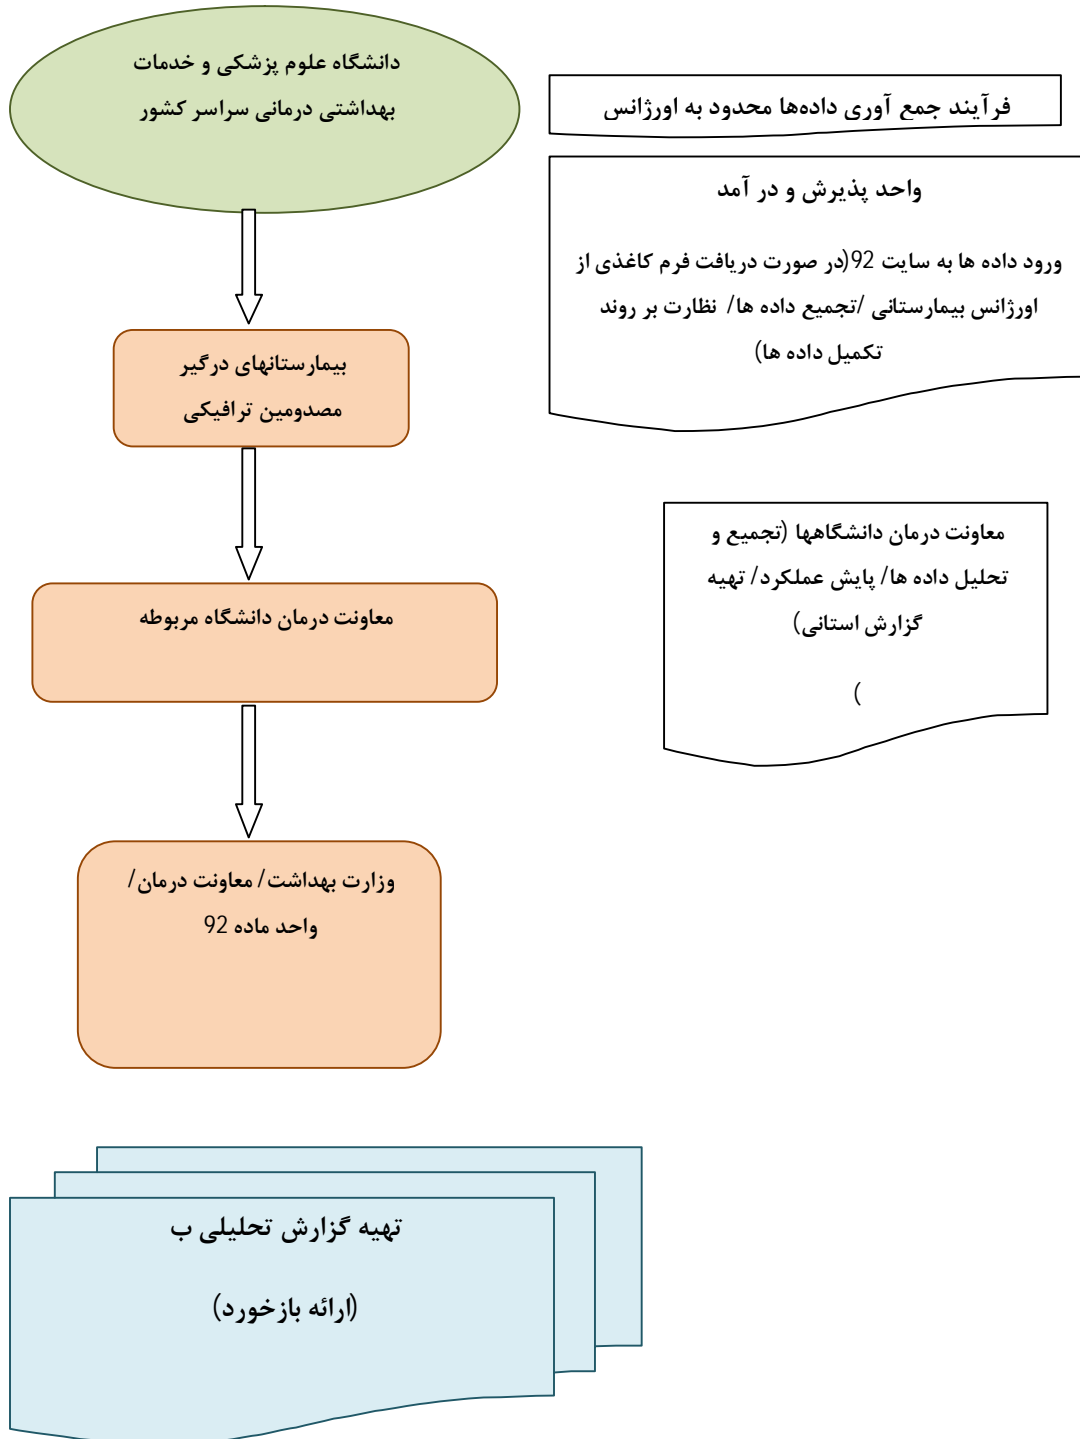 دانشگاه علوم پزشکی و خدمات
بهداشتی درمانی سراسر کشور
فرآیند جمع آوری داده‌ها محدود به اورژانس
واحد پذیرش و در آمد
ورود داده ها به سایت 92(در صورت دریافت فرم کاغذی از
اورژانس بیمارستانی /تجمیع داده ها/ نظارت بر روند
تکمیل داده ها)
بیمارستانهای درگیر
مصدومین ترافیکی
معاونت درمان دانشگاهها (تجمیع و
تحلیل داده ها/ پایش عملکرد/ تهیه
گزارش استانی)
)
معاونت درمان دانشگاه مربوطه
وزارت بهداشت/ معاونت درمان/
واحد ماده 92
تهیه گزارش تحلیلی ب
(ارائه بازخورد)